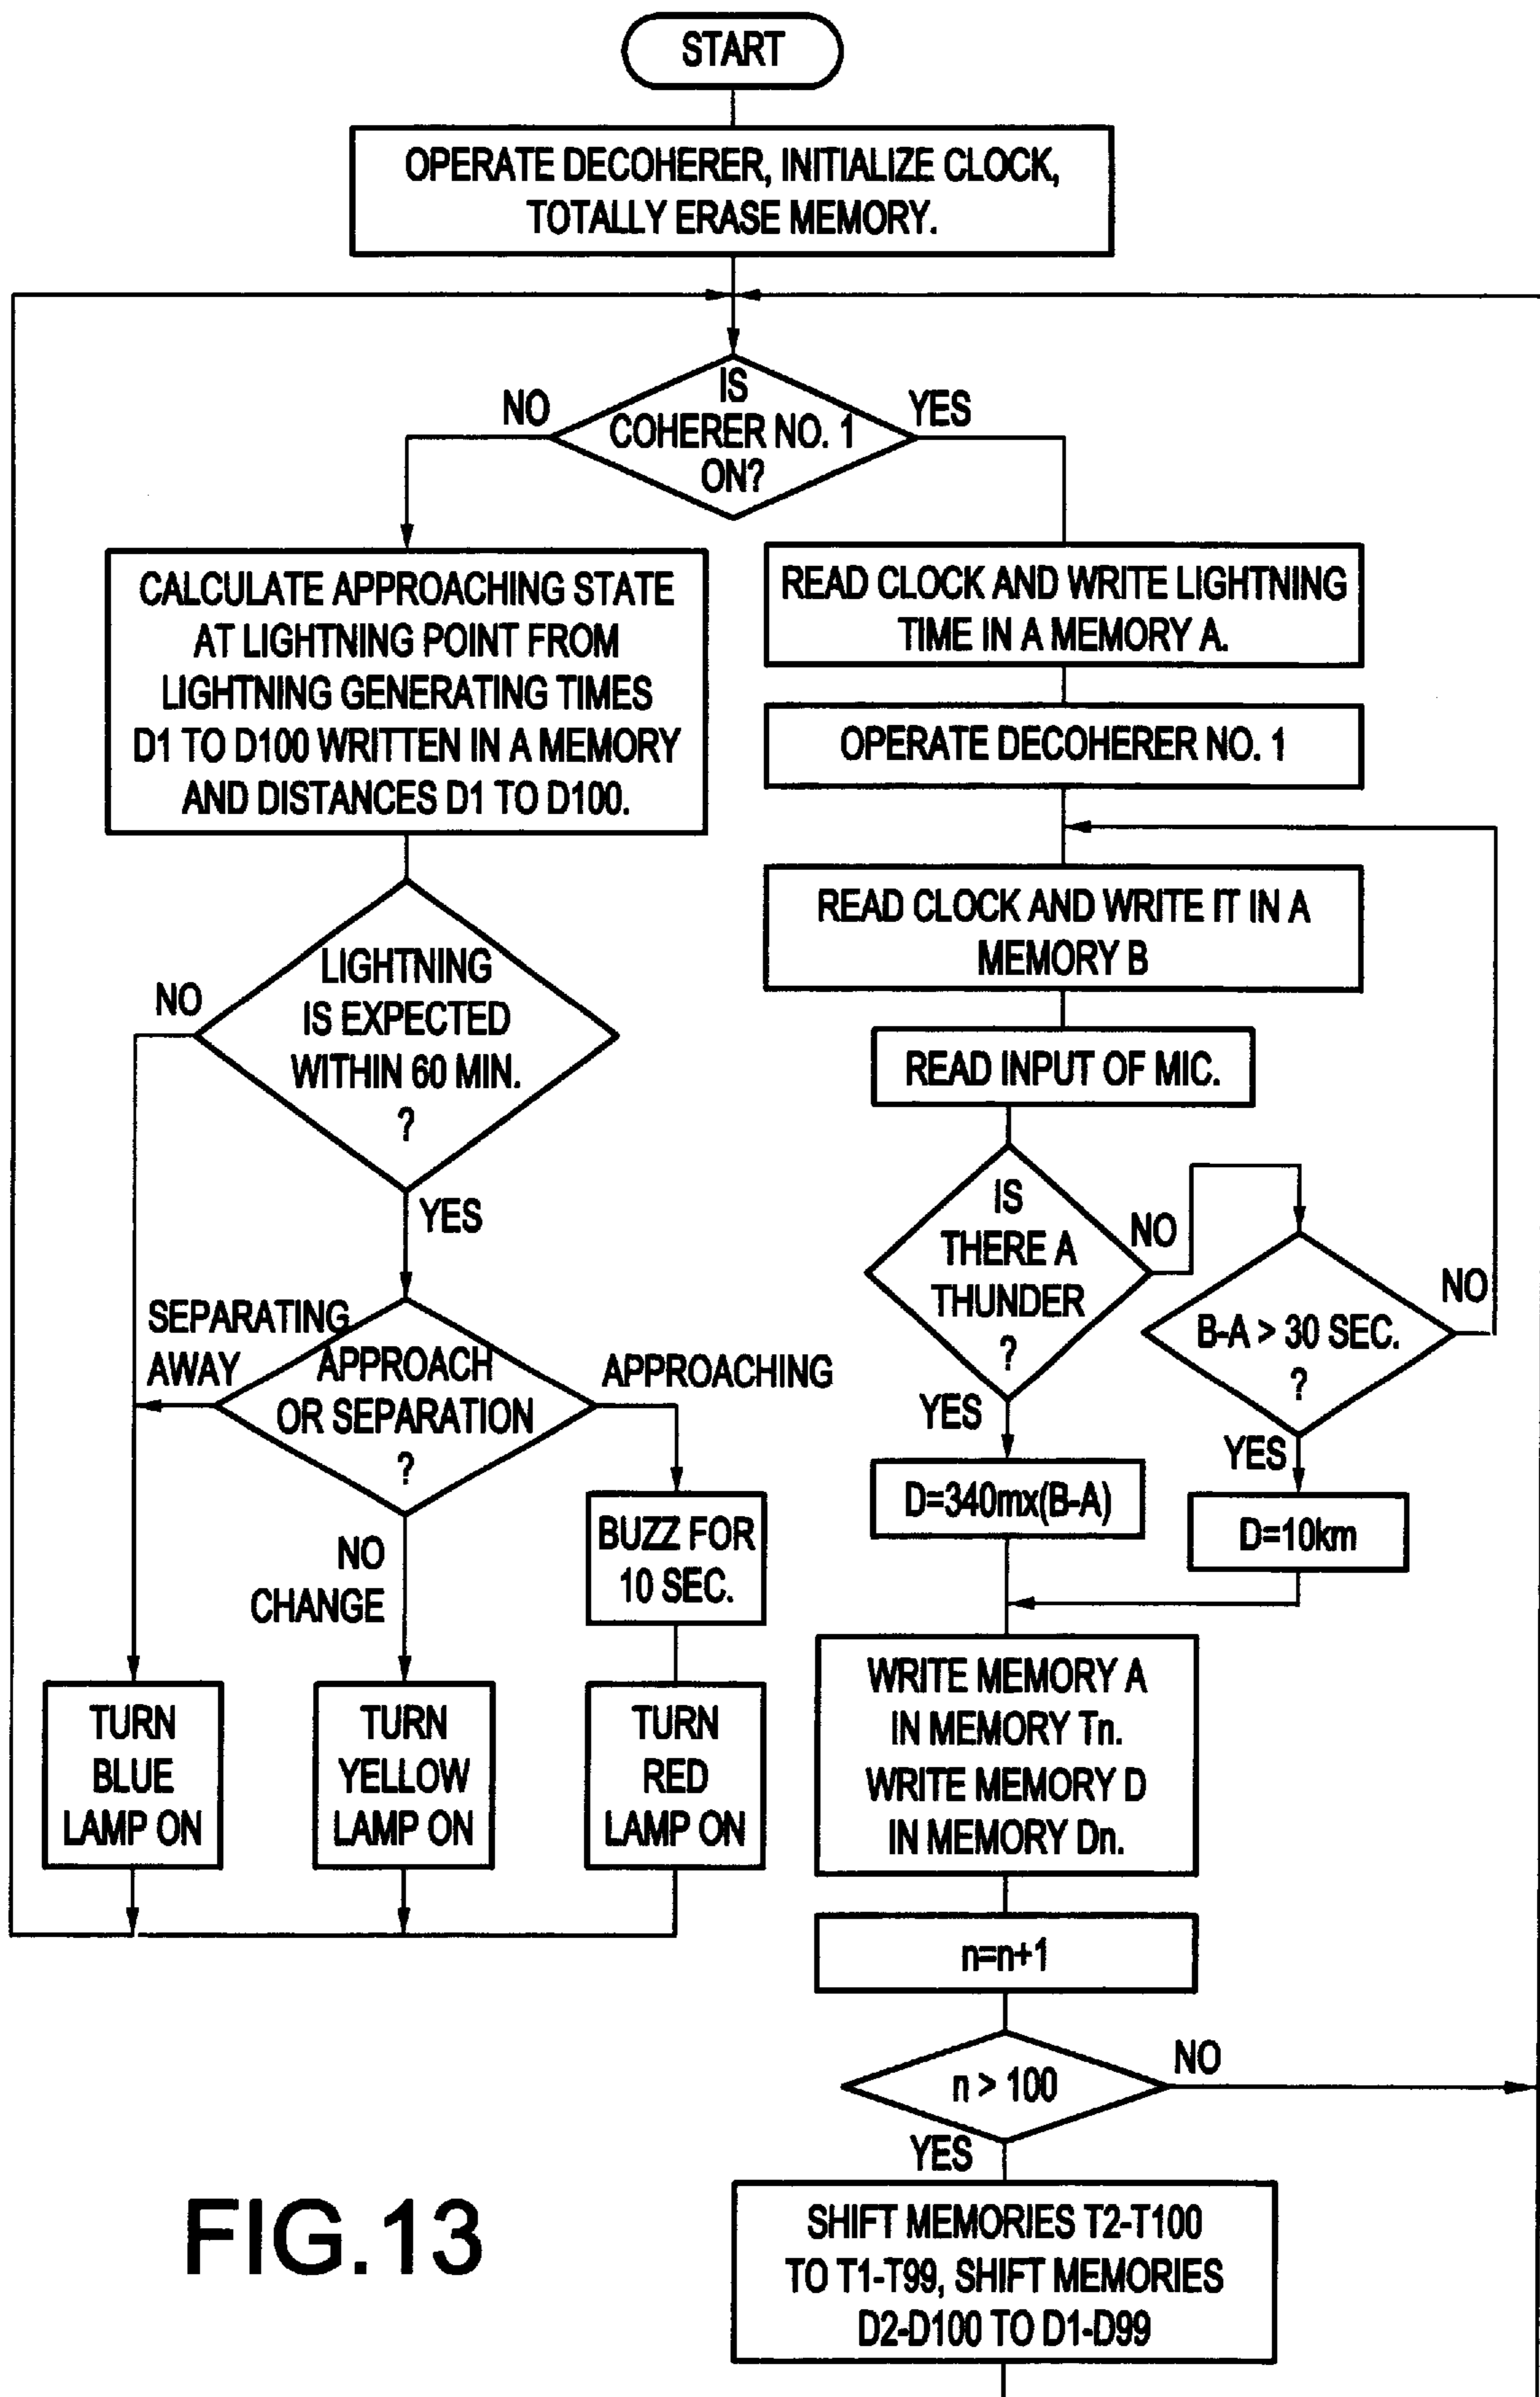 START
OPERATE DECOHERER, INITIALIZE CLOCK,
TOTALLY ERASE MEMORY.
IS
COHERER NO. 1
ON?
NO
YES
CALCULATE APPROACHING STATE
AT LIGHTNING POINT FROM
LIGHTNING GENERATING TIMES
D1 TO D100 WRITTEN IN A MEMORY
AND DISTANCES D1 TO D100.
LIGHTNING
IS EXPECTED
WITHIN 60 MIN.
?
NO
YES
APPROACH
OR SEPARATION
?
SEPARATING
AWAY
APPROACHING
NO
CHANGE
BUZZ FOR
10 SEC.
TURN
BLUE
LAMP ON
TURN
YELLOW
LAMP ON
TURN
RED
LAMP ON
READ CLOCK AND WRITE LIGHTNING
TIME IN A MEMORY A.
OPERATE DECOHERER NO. 1
READ CLOCK AND WRITE IT IN A
MEMORY B
READ INPUT OF MIC.
IS
THERE A
THUNDER
?
NO
YES
B-A > 30 SEC.
?
NO
YES
D=340mx(B-A)
D=10km
WRITE MEMORY A
IN MEMORY Tn.
WRITE MEMORY D
IN MEMORY Dn.
n=n+1
n > 100
NO
YES
SHIFT MEMORIES T2-T100
TO T1-T99, SHIFT MEMORIES
D2-D100 TO D1-D99
FIG.13